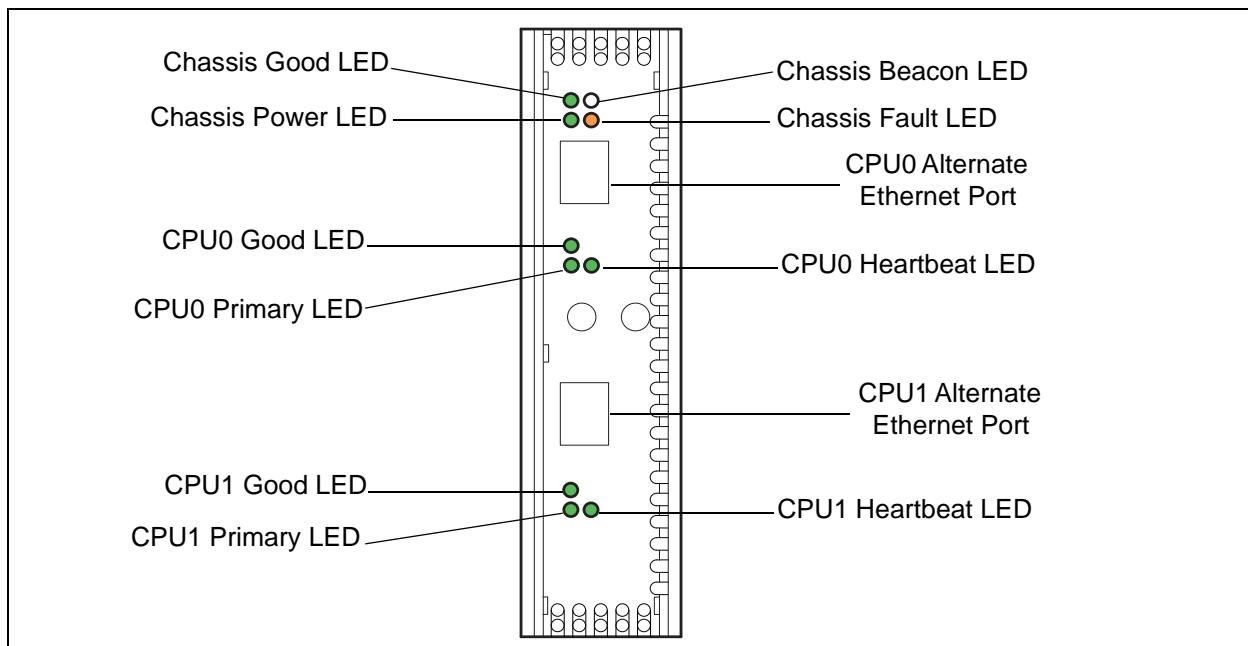 Chassis Good LED
Chassis Beacon LED
Chassis Power LED
Chassis Fault LED
CPU0 Alternate
Ethernet Port
CPU0 Good LED
CPU0 Heartbeat LED
CPU0 Primary LED
CPU1 Alternate
Ethernet Port
CPU1 Good LED
CPU1 Heartbeat LED
CPU1 Primary LED